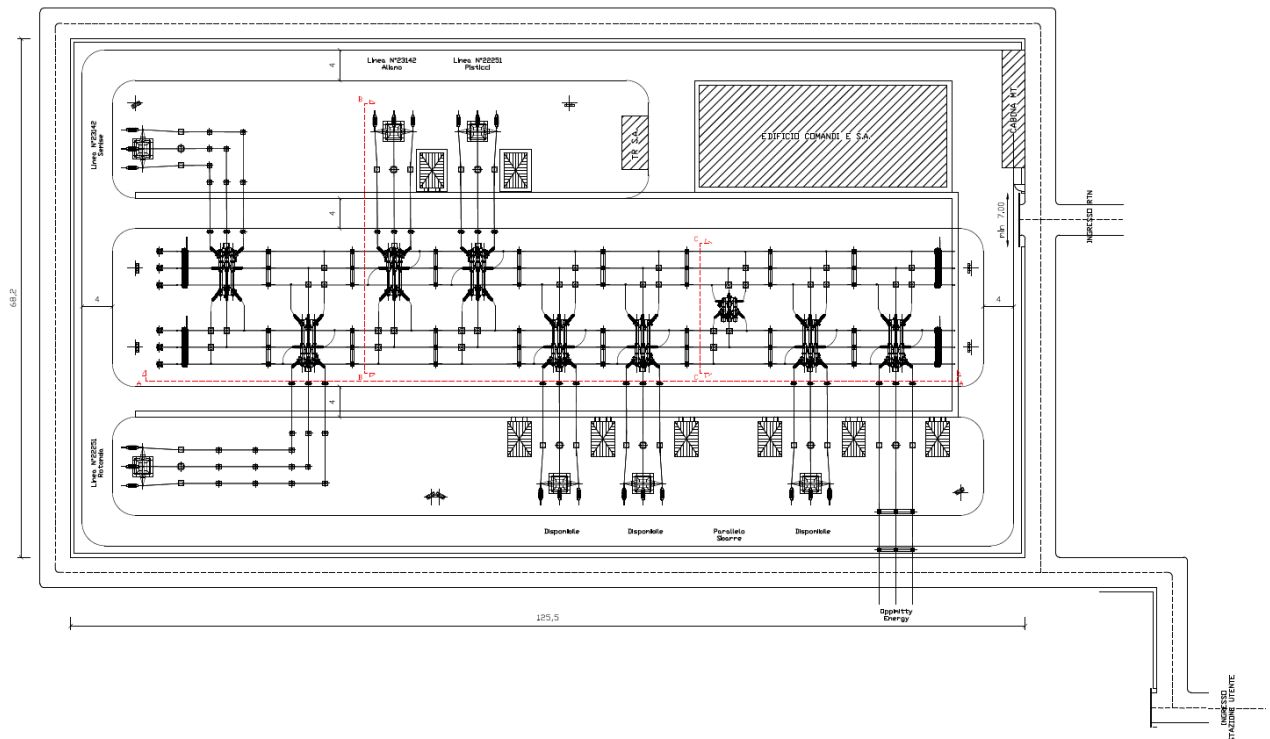 Linea N°23142
Aliano
Linea N°22251
Pisticci
4
B
Linea N°23142
Senise
TR S.A.
EDIFICIO COMANDI E S.A.
CABINA MT
min 7,00
INGRESSO RTN
4
C
68,2
4
4
A
B
C
A
4
Linea N°22251
Rotonda
Disponibile
Disponibile
Parallelo
Sbarre
Disponibile
Oppimitty
Energy
125,5
INGRESSO
STAZIONE UTENTE